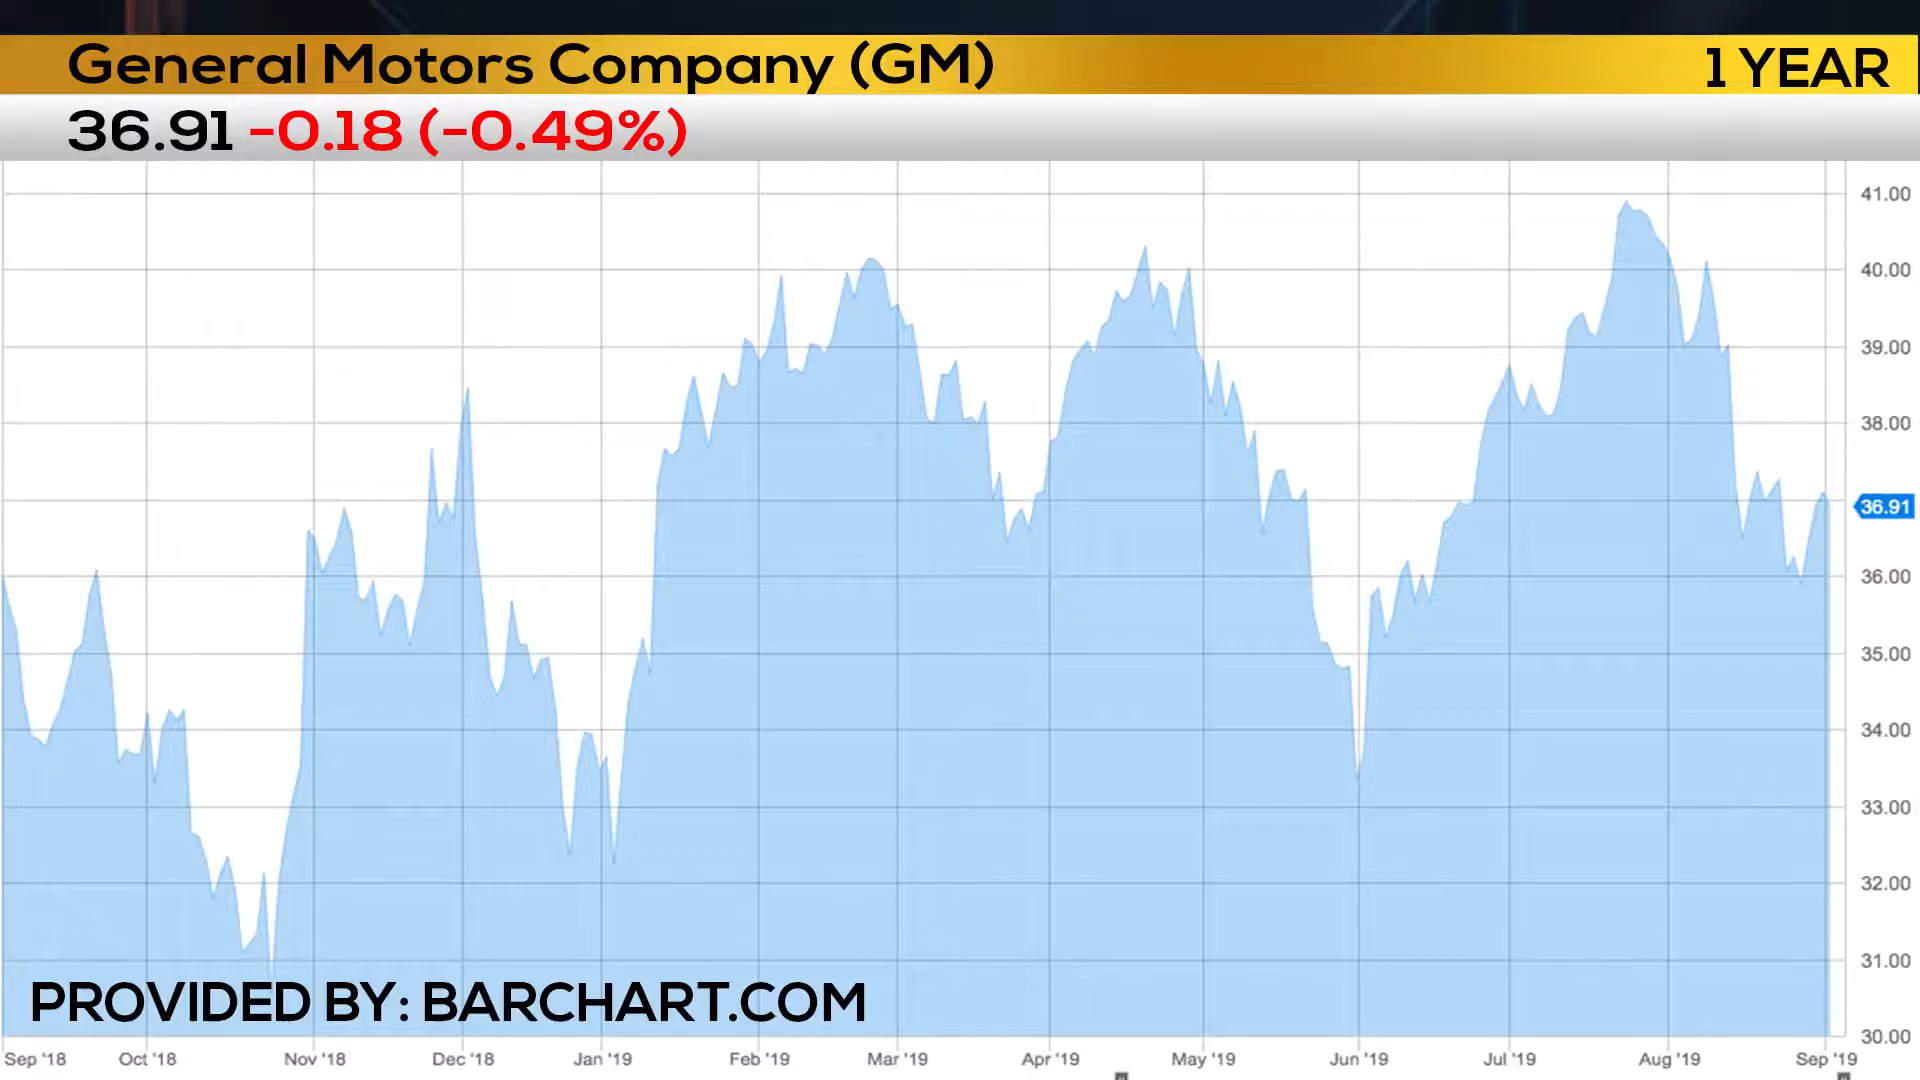 General Motors Company (GM)
1 YEAR
36.91 -0.18 (-0.49%)
41.00
40.00
39.00
38.00
36.91
36.00
35.00
34.00
33.00
32.00
31.00
30.00
PROVIDED BY: BARCHART.COM
Sep '18 Oct '18 Nov '18 Dec '18 Jan '19 Feb '19 Mar '19 Apr '19 May '19 Jun '19 Jul '19 Aug '19 Sep '19